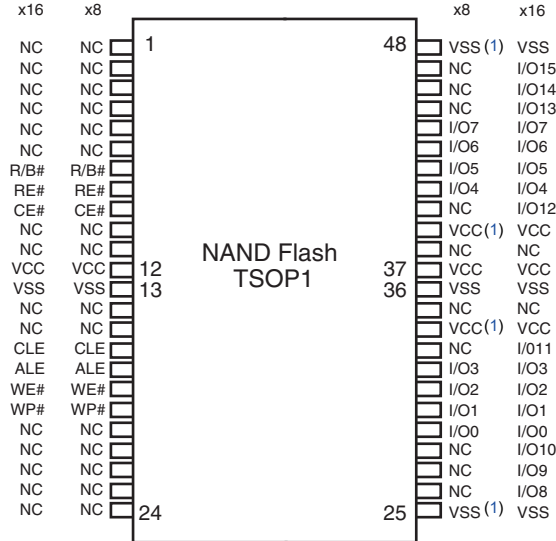 x16 x8 x8 x16
NC NC 1 48 VSS (1) VSS
NC NC NC I/O15
NC NC NC I/O14
NC NC NC I/O13
NC NC I/O7 I/O7
NC NC I/O6 I/O6
R/B# R/B# I/O5 I/O5
RE# RE# I/O4 I/O4
CE# CE# NC I/O12
NC NC VCC(1) VCC
NC NC NAND Flash NC NC
VCC VCC 12 TSOP1 37 VCC VCC
VSS VSS 13 36 VSS VSS
NC NC NC NC
NC NC VCC(1) VCC
CLE CLE NC I/011
ALE ALE I/O3 I/O3
WE# WE# I/O2 I/O2
WP# WP# I/O1 I/O1
NC NC I/O0 I/O0
NC NC NC I/O10
NC NC NC I/O9
NC NC NC I/O8
NC NC 24 25 VSS (1) VSS